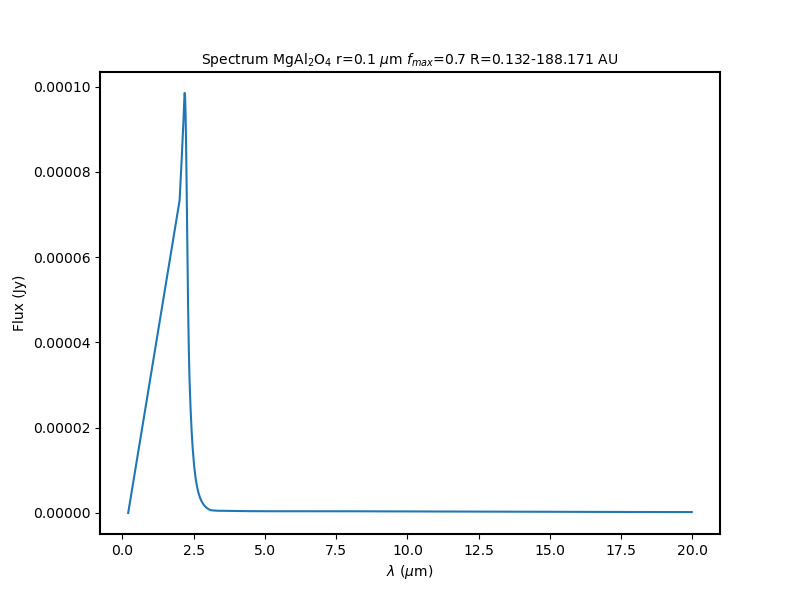 Spectrum MgAl₂O₄ r=0.1 μm f_max=0.7 R=0.132-188.171 AU
0.00010
0.00008
0.00006
0.00004
0.00002
0.00000
Flux (Jy)
0.0 2.5 5.0 7.5 10.0 12.5 15.0 17.5 20.0
λ (μm)